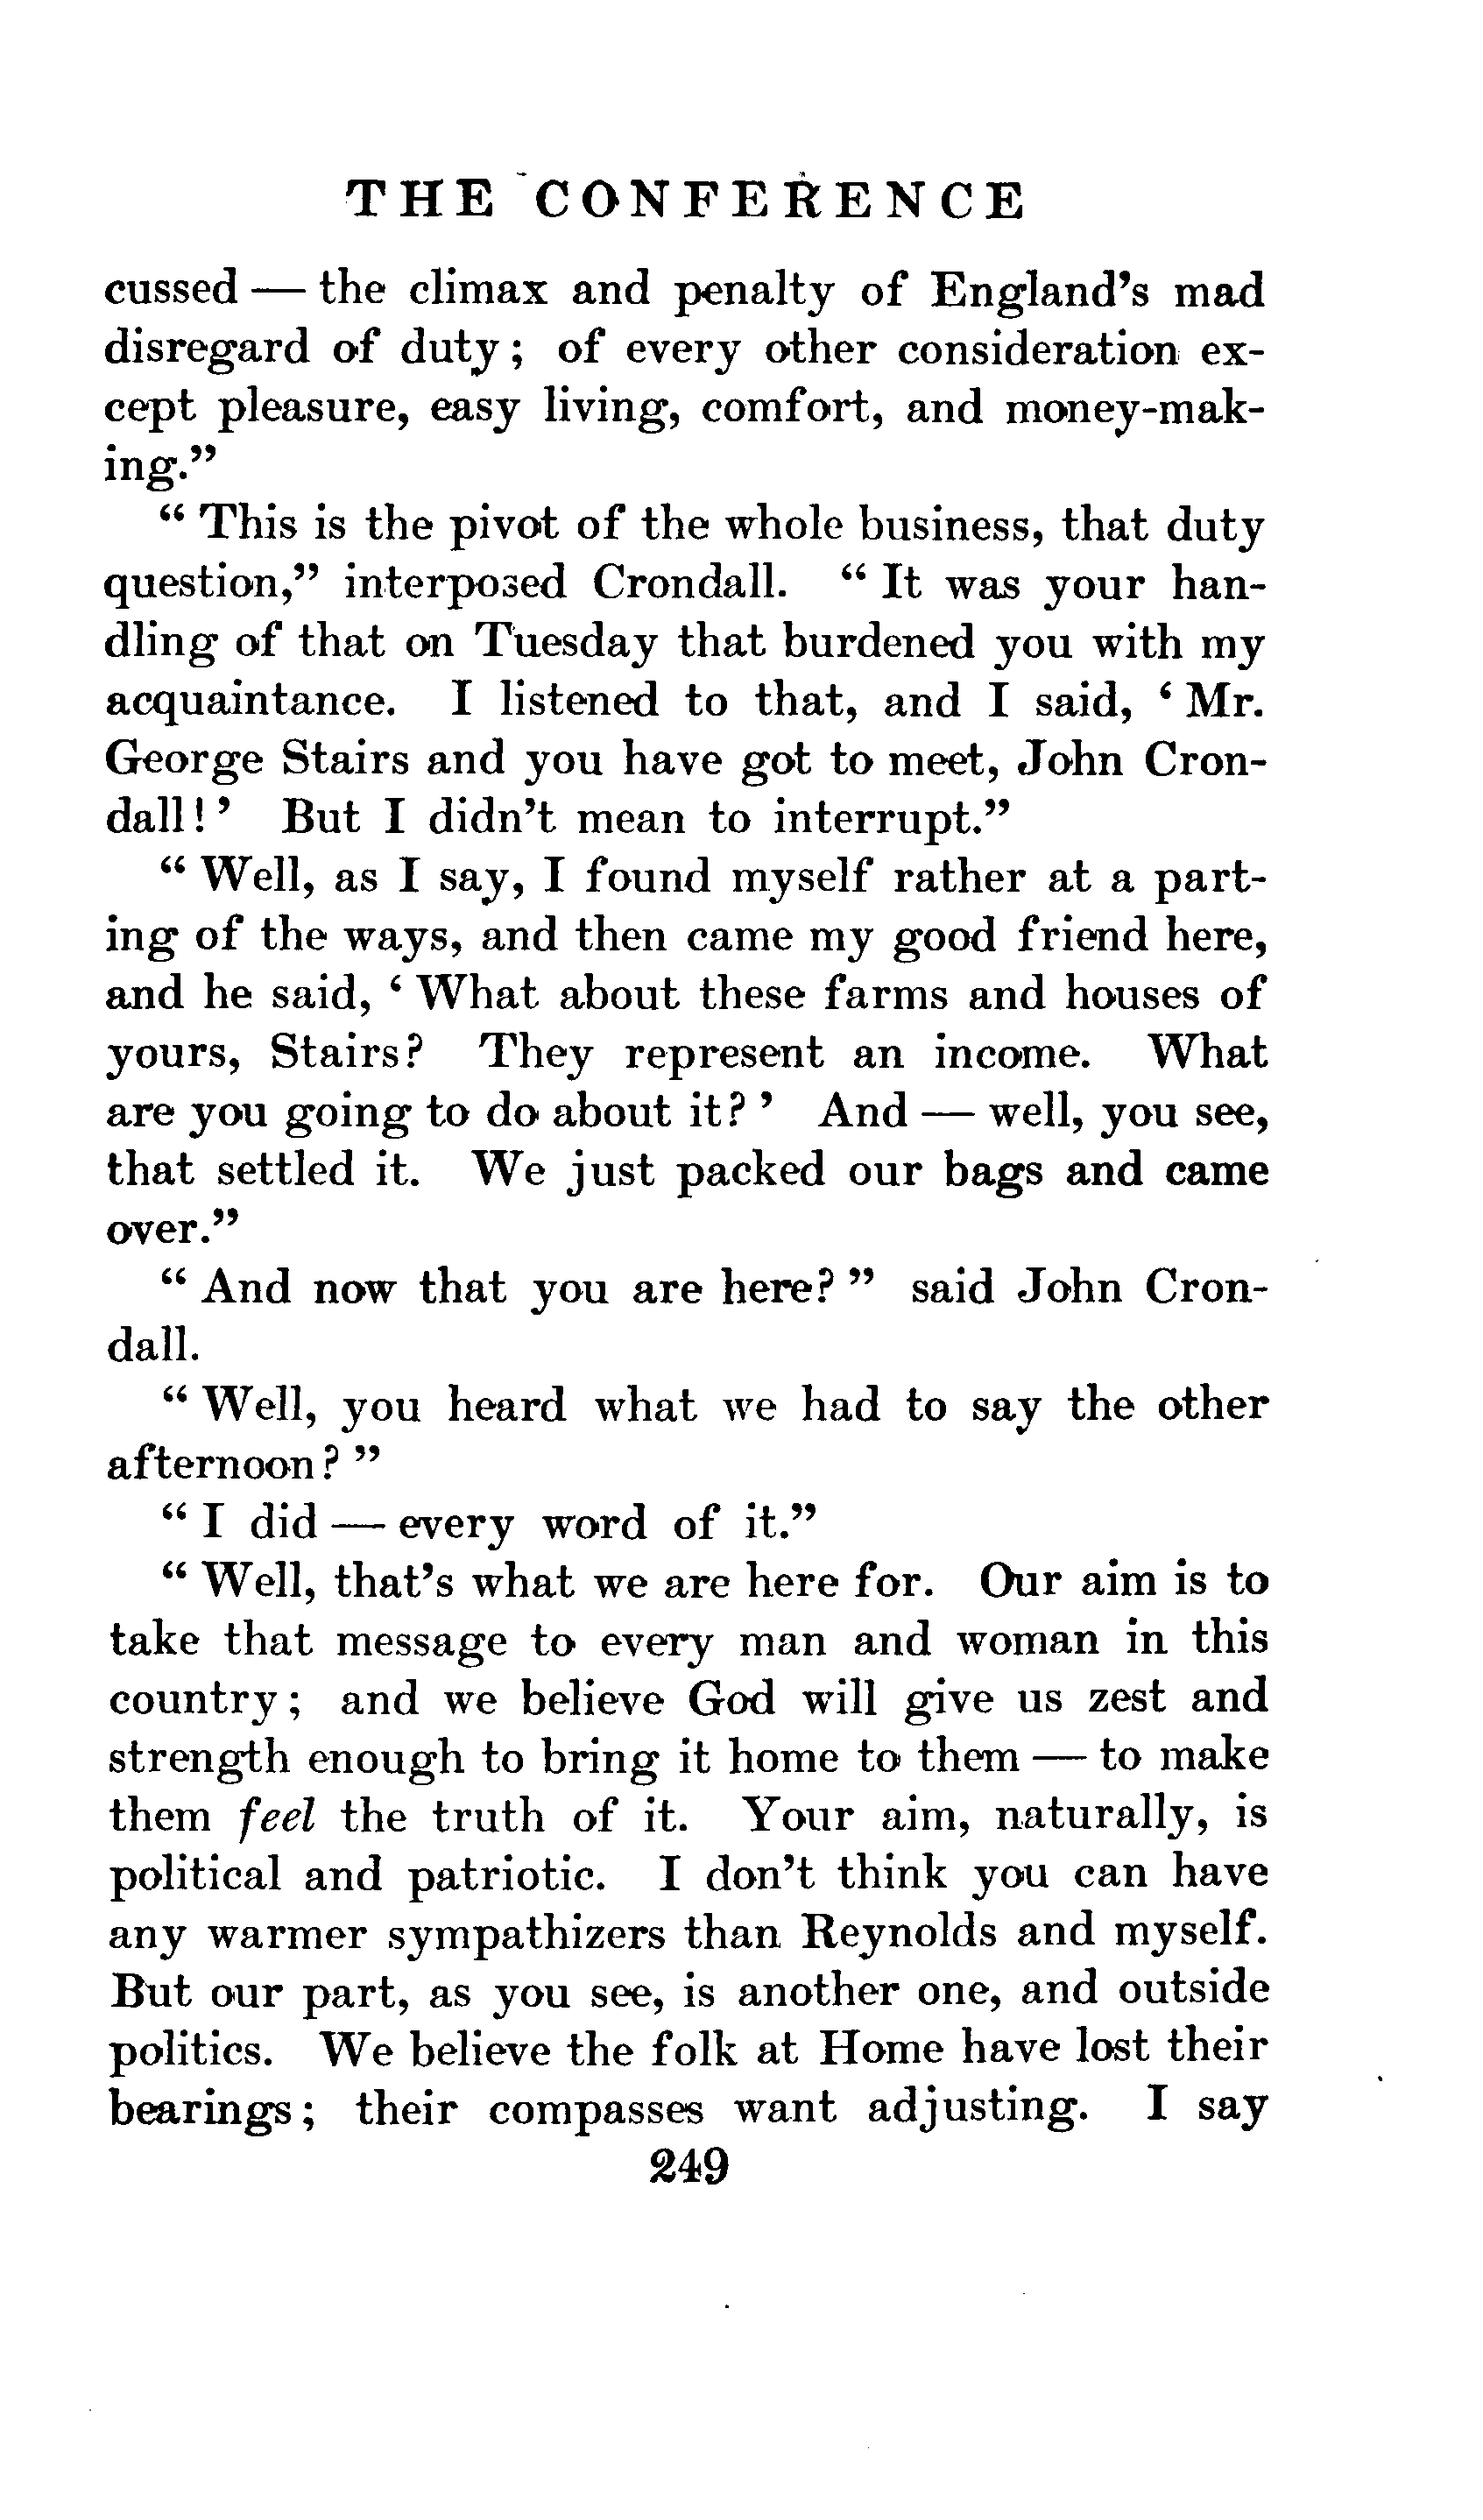 THE CONFERENCE
cussed — the climax and penalty of England's mad
disregard of duty; of every other consideration ex-
cept pleasure, easy living, comfort, and money-mak-
ing."
" This is the pivot of the whole business, that duty
question," interposed Crondall. " It was your han-
dling of that on Tuesday that burdened you with my
acquaintance. I listened to that, and I said, ' Mr.
George Stairs and you have got to meet, John Cron-
dall! ' But I didn't mean to interrupt."
" Well, as I say, I found myself rather at a part-
ing of the ways, and then came my good friend here,
and he said, ' What about these farms and houses of
yours, Stairs? They represent an income. What
are you going to do about it? ' And — well, you see,
that settled it. We just packed our bags and came
over."
" And now that you are here? " said John Cron-
dall.
" Well, you heard what we had to say the other
afternoon? "
" I did — every word of it."
" Well, that's what we are here for. Our aim is to
take that message to every man and woman in this
country; and we believe God will give us zest and
strength enough to bring it home to them — to make
them feel the truth of it. Your aim, naturally, is
political and patriotic. I don't think you can have
any warmer sympathizers than Reynolds and myself.
But our part, as you see, is another one, and outside
politics. We believe the folk at Home have lost their
bearings; their compasses want adjusting. I say
249